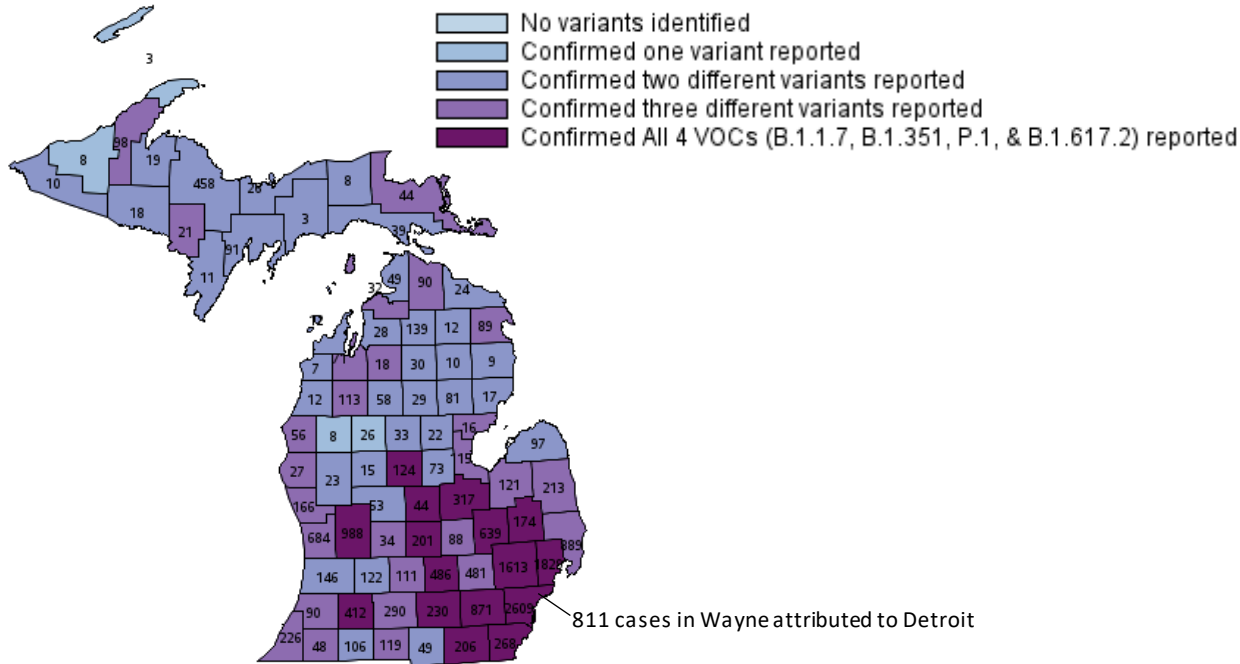 No variants identified
Confirmed one variant reported
3
Confirmed two different variants reported
Confirmed three different variants reported
Confirmed All 4 VOCs (B.1.1.7, B.1.351, P.1, & B.1.617.2) reported
98
8 19
10 458 28 8 44
18 3
21 39
91
11
32 49 90 24
12
28 139 12 89
7 18 30 10 9
12 113 58 29 81 17
56 8 26 33 22 16
97
27 23 15 124 73 15
121 213
166 53 44 317
174
684 988 34 201 88 639 889
146 122 111 486 481 1613
90 412 290 230 871 2609
811 cases in Wayne attributed to Detroit
226 48 106 119 49 206 268